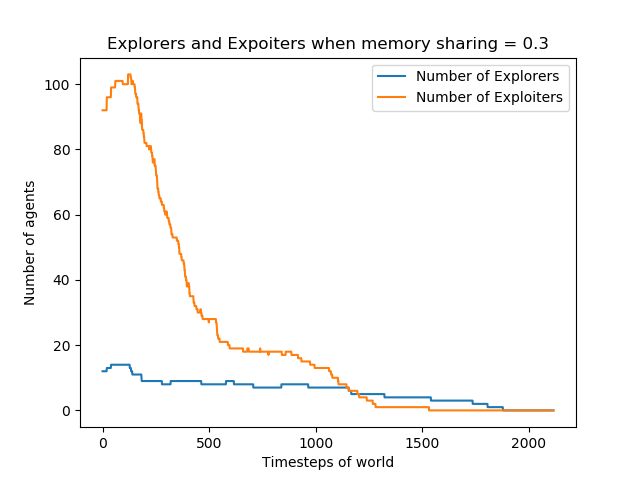 Explorers and Expoiters when memory sharing = 0.3
Number of Explorers
Number of Exploiters
Number of agents
100
80
60
40
20
0
0 500 1000 1500 2000
Timesteps of world